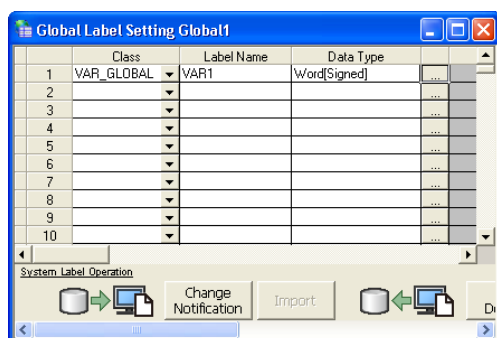 Global Label Setting Global1
Class Label Name Data Type
1 VAR_GLOBAL VAR1 Word[Signed] ...
2 ...
3 ...
4 ...
5 ...
6 ...
7 ...
8 ...
9 ...
10 ...
System Label Operation
Change
Notification
Import